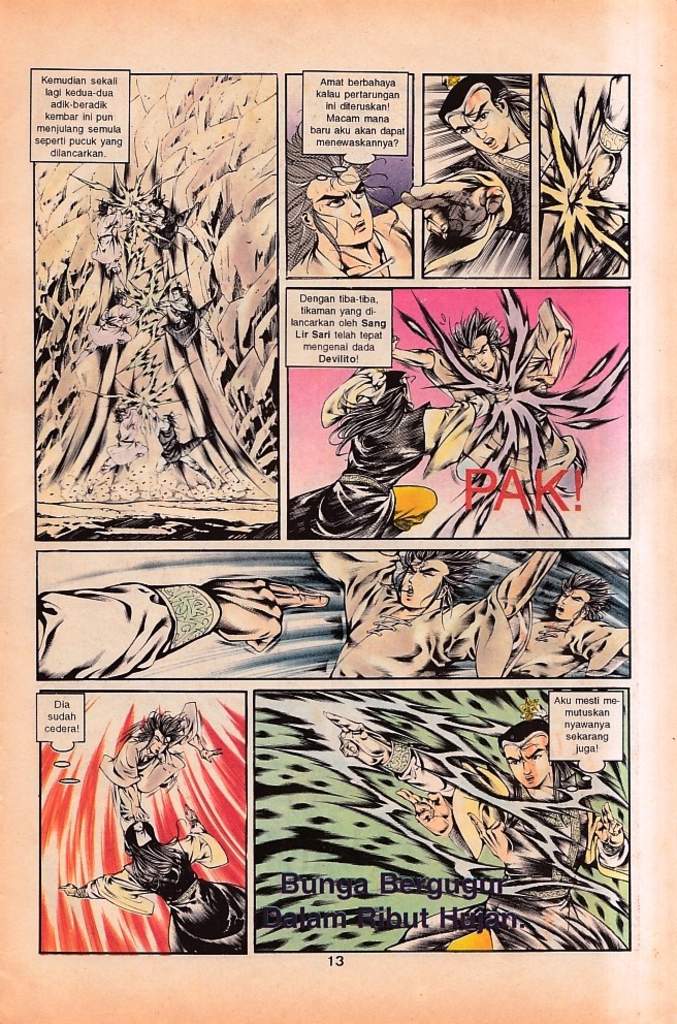 Kemudian sekali
lagi kedua-dua
adik-beradik
kembar ini pun
menjulang semula
seperti pucuk yang
dilancarkan.
Amat berbahaya
kalau pertarungan
ini diteruskan!
Macam mana
baru aku akan dapat
menewaskannya?
Dengan tiba-tiba,
tikaman yang di-
lancarkan oleh Sang
Lir Sari telah tepat
mengenai dada
Devilito!
PAK!
Dia
sudah
cedera!
Aku mesti me-
mutuskan
nyawanya
sekarang
juga!
Bunga Bergugur
Dalam Ribut Hujan.
13